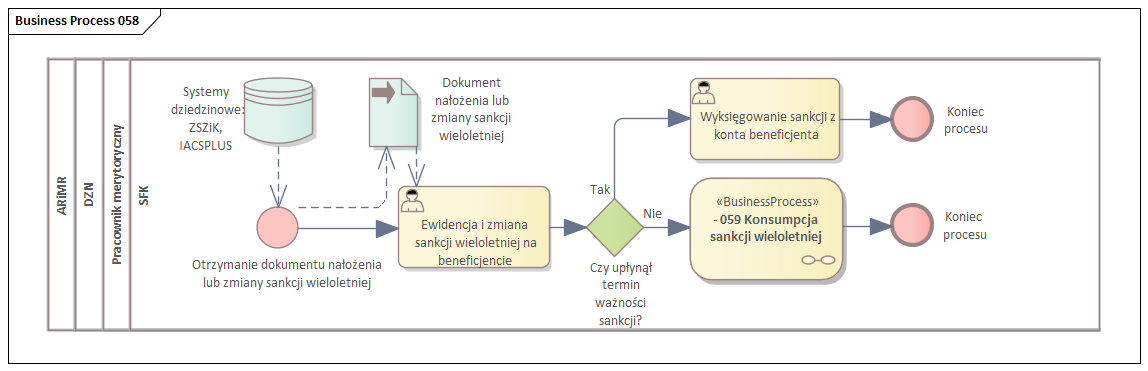 Business Process 058
ARiMR
DZN
Pracownik merytoryczny
SFK
Systemy
dziedzinowe:
ZSZiK,
IACSPLUS
Dokument
nałożenia lub
zmiany sankcji
wieloletniej
Otrzymanie dokumentu nałożenia
lub zmiany sankcji wieloletniej
Ewidencja i zmiana
sankcji wieloletniej na
beneficjencie
Czy upłynął
termin
ważności
sankcji?
Tak
Nie
Wyksięgowanie sankcji z
konta beneficjenta
Koniec
procesu
«BusinessProcess»
- 059 Konsumpcja
sankcji wieloletniej
Koniec
procesu